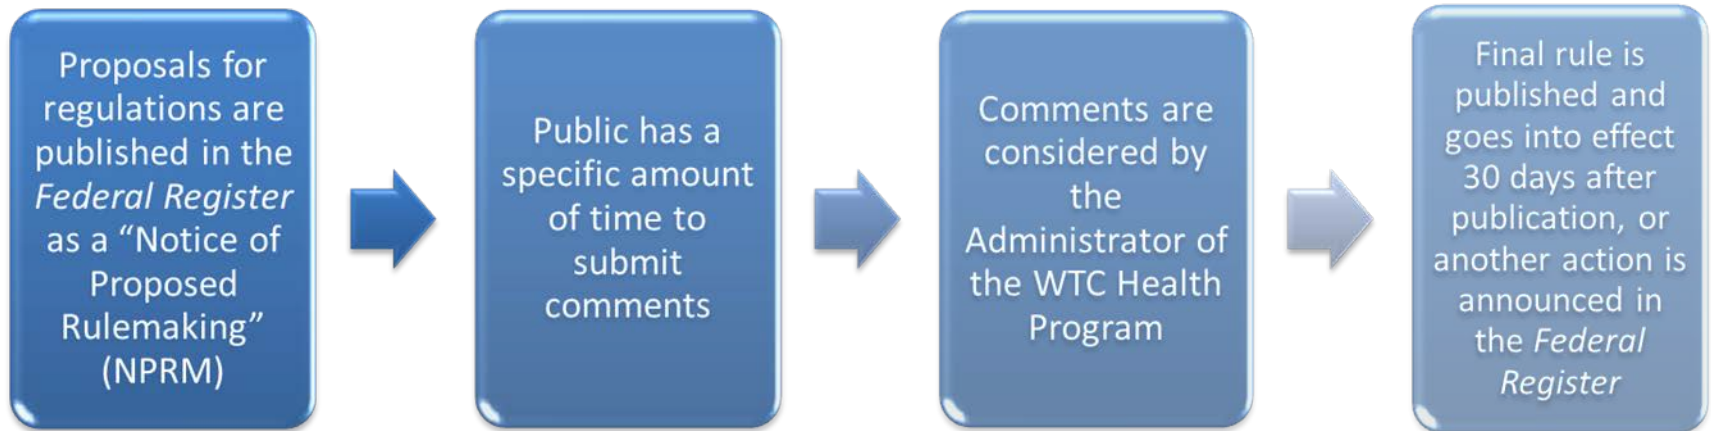 Proposals for
regulations are
published in the
Federal Register
as a “Notice of
Proposed
Rulemaking”
(NPRM)
Public has a
specific amount
of time to
submit
comments
Comments are
considered by
the
Administrator of
the WTC Health
Program
Final rule is
published and
goes into effect
30 days after
publication, or
another action is
announced in
the Federal
Register